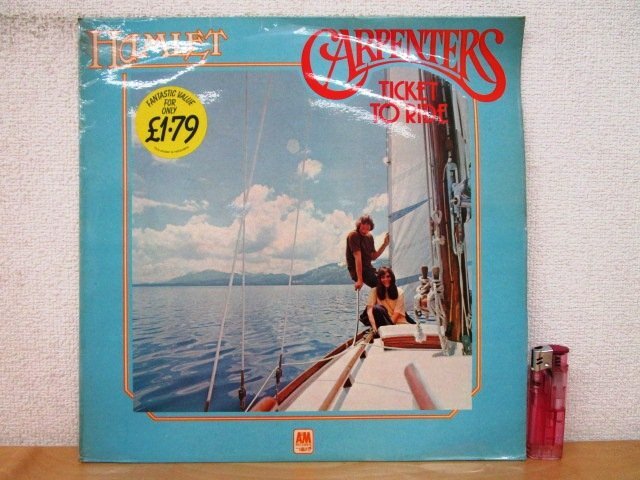 HAMLET
CARPENTERS
TICKET
TO RIDE
FANTASTIC VALUE
FOR
ONLY
£1·79
A&M